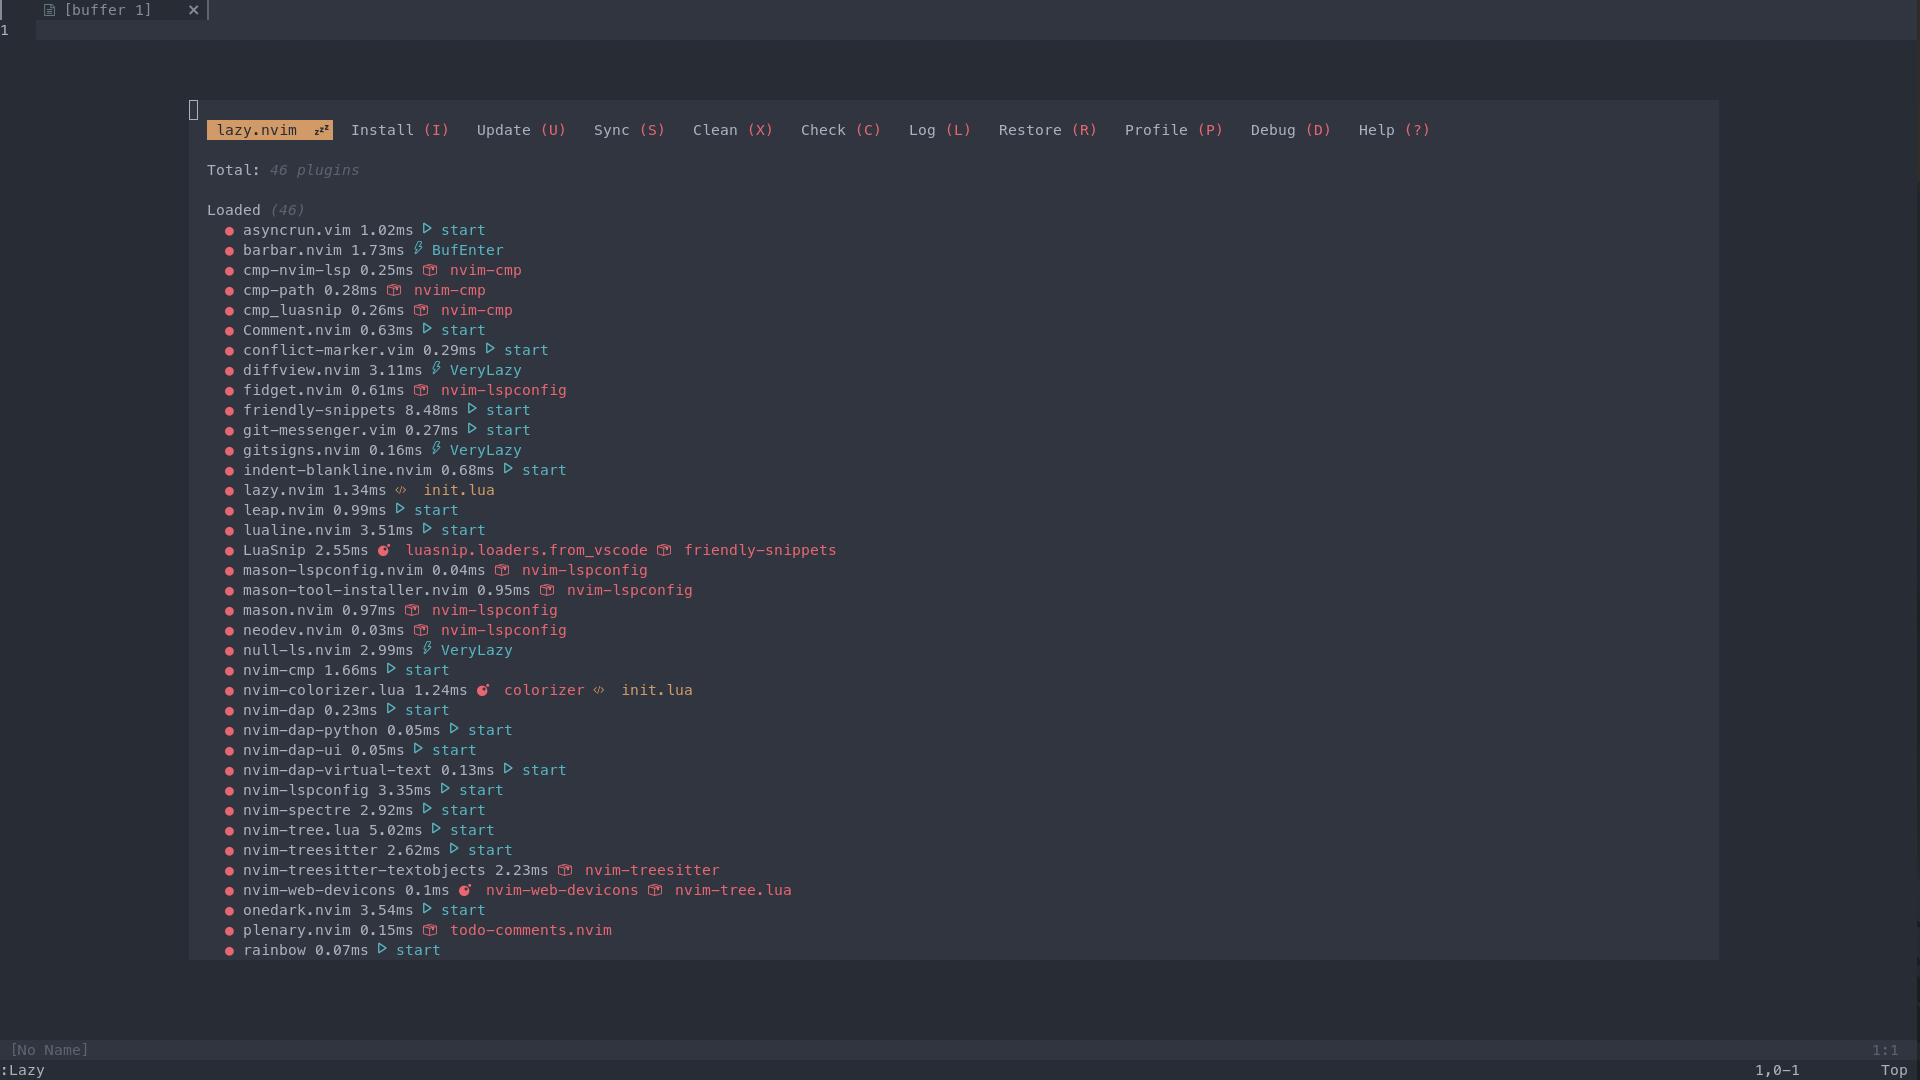 [buffer 1] ×
1
lazy.nvim zzz Install (I) Update (U) Sync (S) Clean (X) Check (C) Log (L) Restore (R) Profile (P) Debug (D) Help (?)
Total: 46 plugins
Loaded (46)
● asyncrun.vim 1.02ms start
● barbar.nvim 1.73ms BufEnter
● cmp-nvim-lsp 0.25ms nvim-cmp
● cmp-path 0.28ms nvim-cmp
● cmp_luasnip 0.26ms nvim-cmp
● Comment.nvim 0.63ms start
● conflict-marker.vim 0.29ms start
● diffview.nvim 3.11ms VeryLazy
● fidget.nvim 0.61ms nvim-lspconfig
● friendly-snippets 8.48ms start
● git-messenger.vim 0.27ms start
● gitsigns.nvim 0.16ms VeryLazy
● indent-blankline.nvim 0.68ms start
● lazy.nvim 1.34ms </> init.lua
● leap.nvim 0.99ms start
● lualine.nvim 3.51ms start
● LuaSnip 2.55ms luasnip.loaders.from_vscode friendly-snippets
● mason-lspconfig.nvim 0.04ms nvim-lspconfig
● mason-tool-installer.nvim 0.95ms nvim-lspconfig
● mason.nvim 0.97ms nvim-lspconfig
● neodev.nvim 0.03ms nvim-lspconfig
● null-ls.nvim 2.99ms VeryLazy
● nvim-cmp 1.66ms start
● nvim-colorizer.lua 1.24ms colorizer </> init.lua
● nvim-dap 0.23ms start
● nvim-dap-python 0.05ms start
● nvim-dap-ui 0.05ms start
● nvim-dap-virtual-text 0.13ms start
● nvim-lspconfig 3.35ms start
● nvim-spectre 2.92ms start
● nvim-tree.lua 5.02ms start
● nvim-treesitter 2.62ms start
● nvim-treesitter-textobjects 2.23ms nvim-treesitter
● nvim-web-devicons 0.1ms nvim-web-devicons nvim-tree.lua
● onedark.nvim 3.54ms start
● plenary.nvim 0.15ms todo-comments.nvim
● rainbow 0.07ms start
[No Name] 1:1
:Lazy 1,0-1 Top